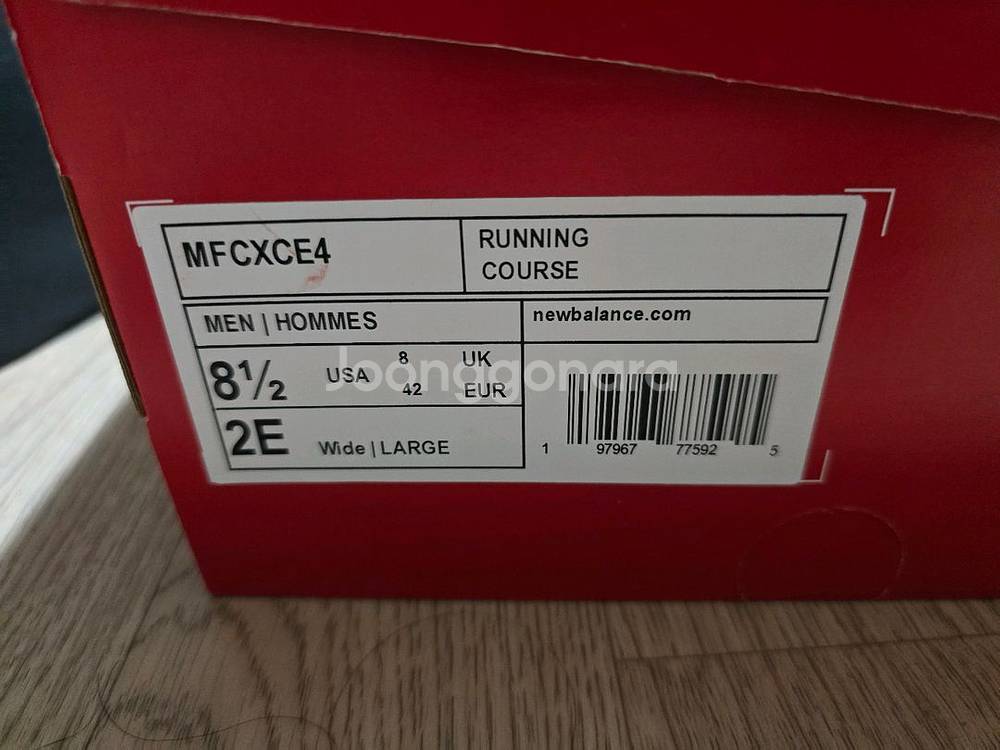 MFCXCE4
RUNNING
COURSE
MEN | HOMMES
newbalance.com
8½ USA 8 UK
42 EUR
2E Wide | LARGE
1 97967 77592 5
Joonggonara